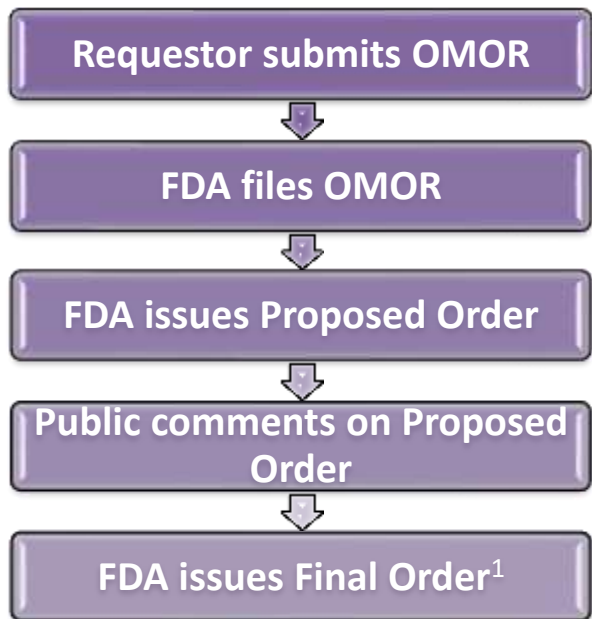 Requestor submits OMOR
FDA files OMOR
FDA issues Proposed Order
Public comments on Proposed
Order
FDA issues Final Order¹